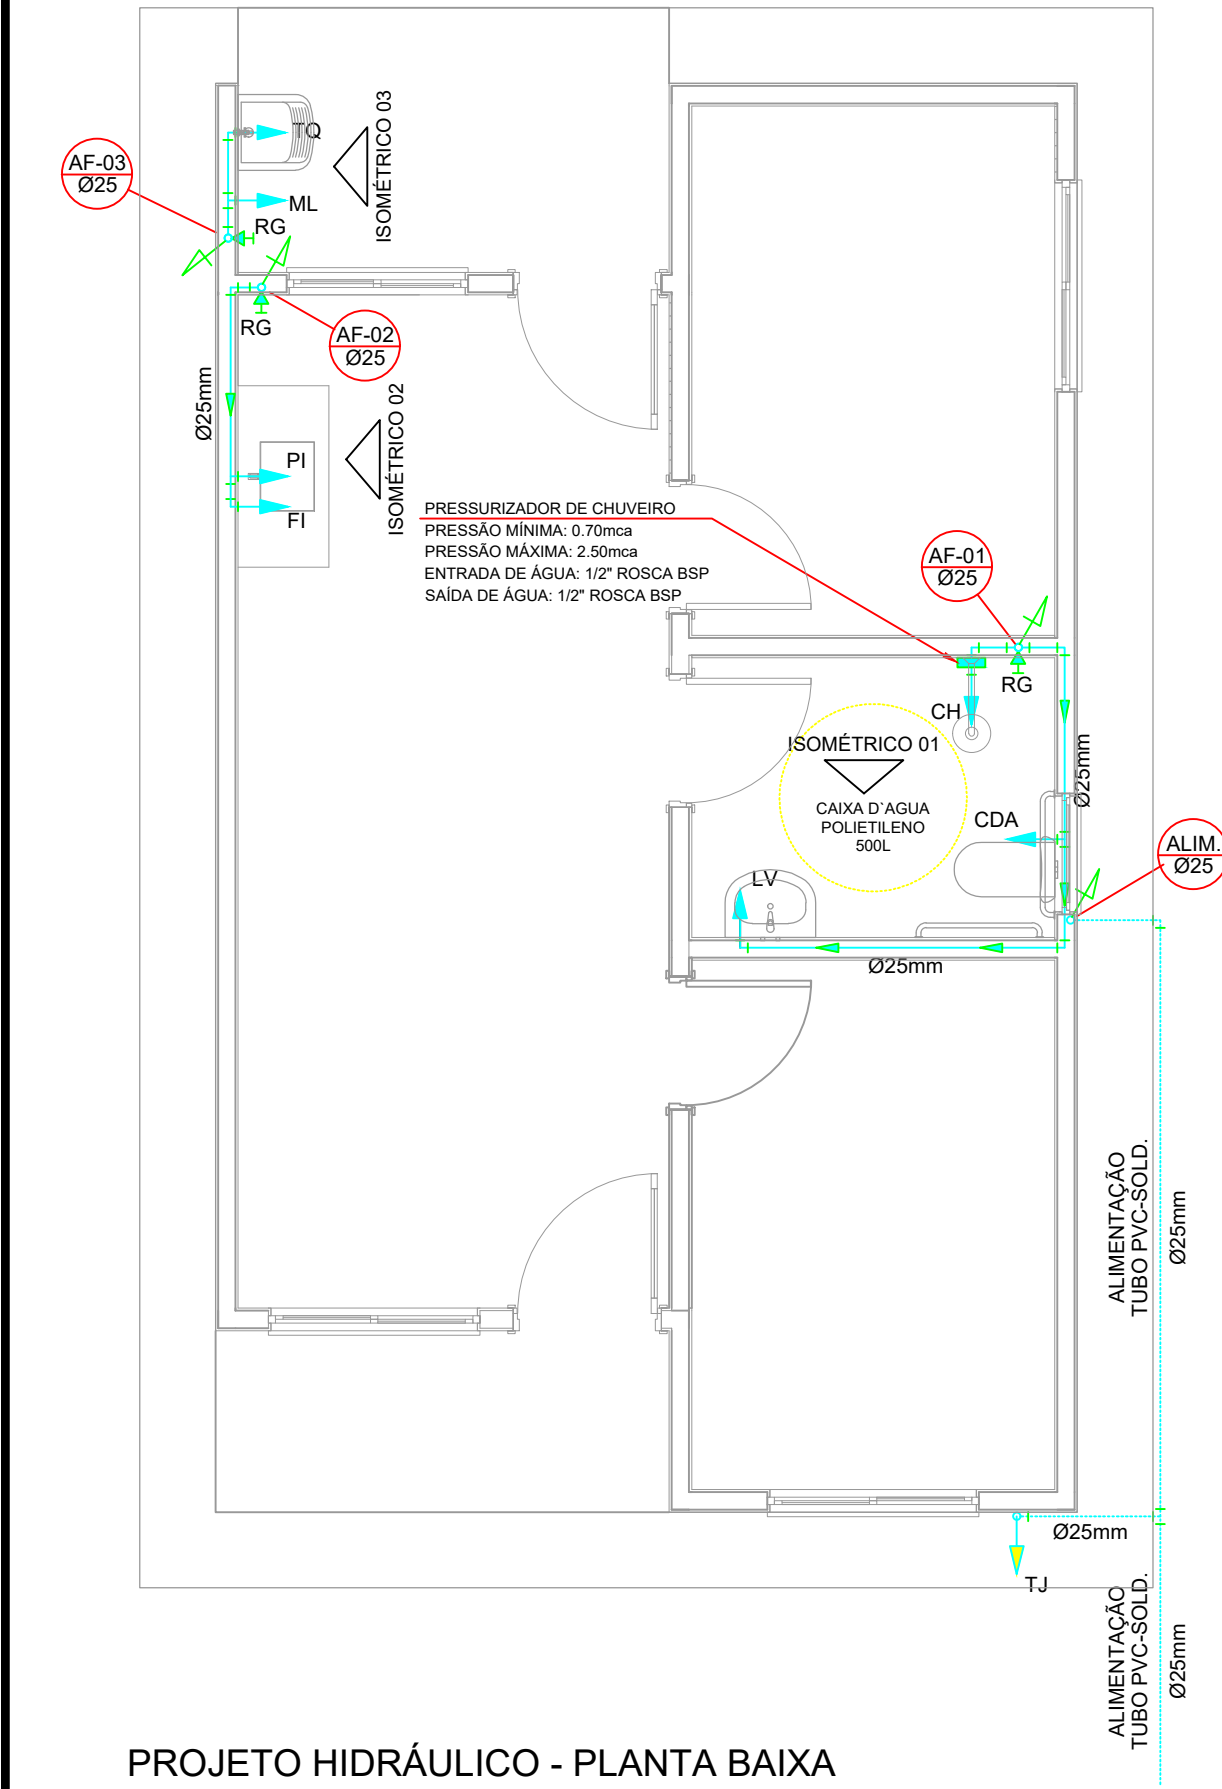 TQ
ISOMÉTRICO 03
AF-03
Ø25
ML
RG
RG
AF-02
Ø25
Ø25mm
ISOMÉTRICO 02
PI
FI
PRESSURIZADOR DE CHUVEIRO
PRESSÃO MÍNIMA: 0.70mca
PRESSÃO MÁXIMA: 2.50mca
ENTRADA DE ÁGUA: 1/2" ROSCA BSP
SAÍDA DE ÁGUA: 1/2" ROSCA BSP
AF-01
Ø25
RG
CH
ISOMÉTRICO 01
Ø25mm
CAIXA D`AGUA
POLIETILENO
500L
CDA
ALIM.
Ø25
LV
Ø25mm
ALIMENTAÇÃO
TUBO PVC-SOLD.
Ø25mm
Ø25mm
TJ
ALIMENTAÇÃO
TUBO PVC-SOLD.
Ø25mm
PROJETO HIDRÁULICO - PLANTA BAIXA